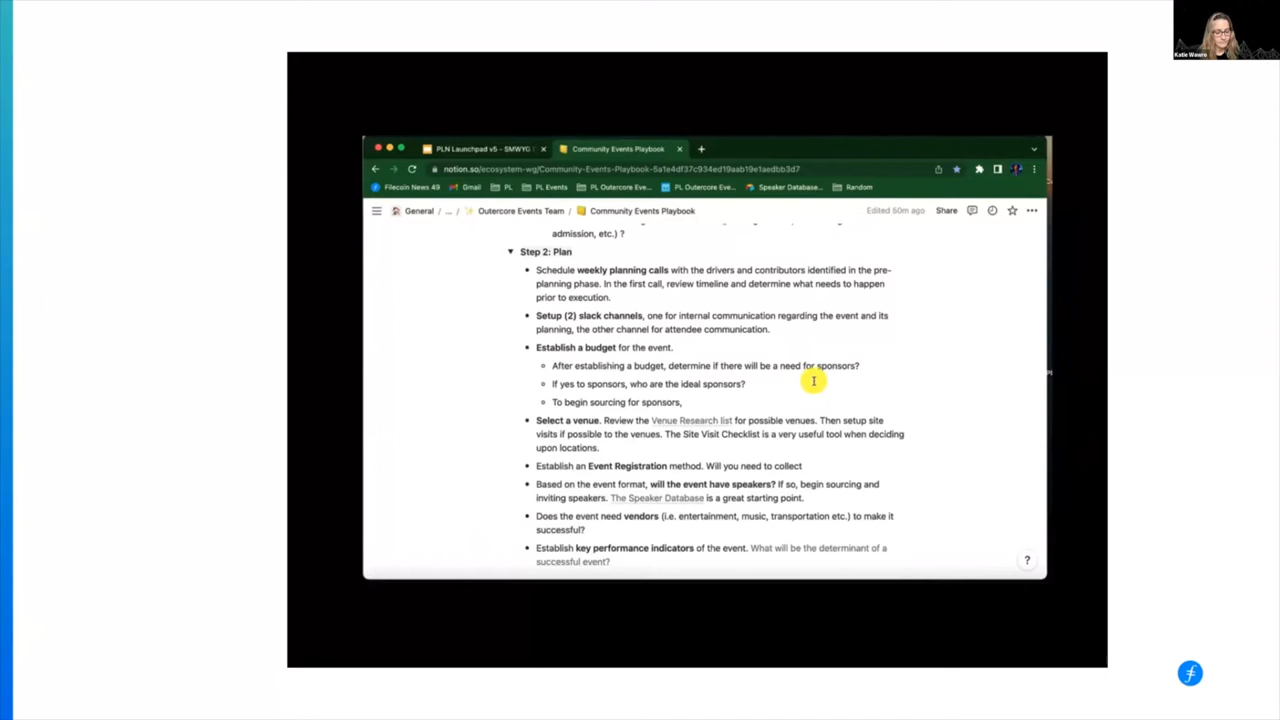 Katie Wawro
PLN Launchpad v5 - SMWYG
Community Events Playbook
notion.so/ecosystem-wg/Community-Events-Playbook-5a1e4df37c934ed19aab19e1aedbb3d7
Filecoin News 49 Gmail PL PL Events PL Outercore Eve... PL Outercore Eve... Speaker Database... Random
General / ... / Outercore Events Team / Community Events Playbook Edited 50m ago Share
admission, etc.) ?
Step 2: Plan
• Schedule weekly planning calls with the drivers and contributors identified in the pre-
planning phase. In the first call, review timeline and determine what needs to happen
prior to execution.
• Setup (2) slack channels, one for internal communication regarding the event and its
planning, the other channel for attendee communication.
• Establish a budget for the event.
After establishing a budget, determine if there will be a need for sponsors?
If yes to sponsors, who are the ideal sponsors?
To begin sourcing for sponsors,
• Select a venue. Review the Venue Research list for possible venues. Then setup site
visits if possible to the venues. The Site Visit Checklist is a very useful tool when deciding
upon locations.
• Establish an Event Registration method. Will you need to collect
• Based on the event format, will the event have speakers? If so, begin sourcing and
inviting speakers. The Speaker Database is a great starting point.
• Does the event need vendors (i.e. entertainment, music, transportation etc.) to make it
successful?
• Establish key performance indicators of the event. What will be the determinant of a
successful event?
?